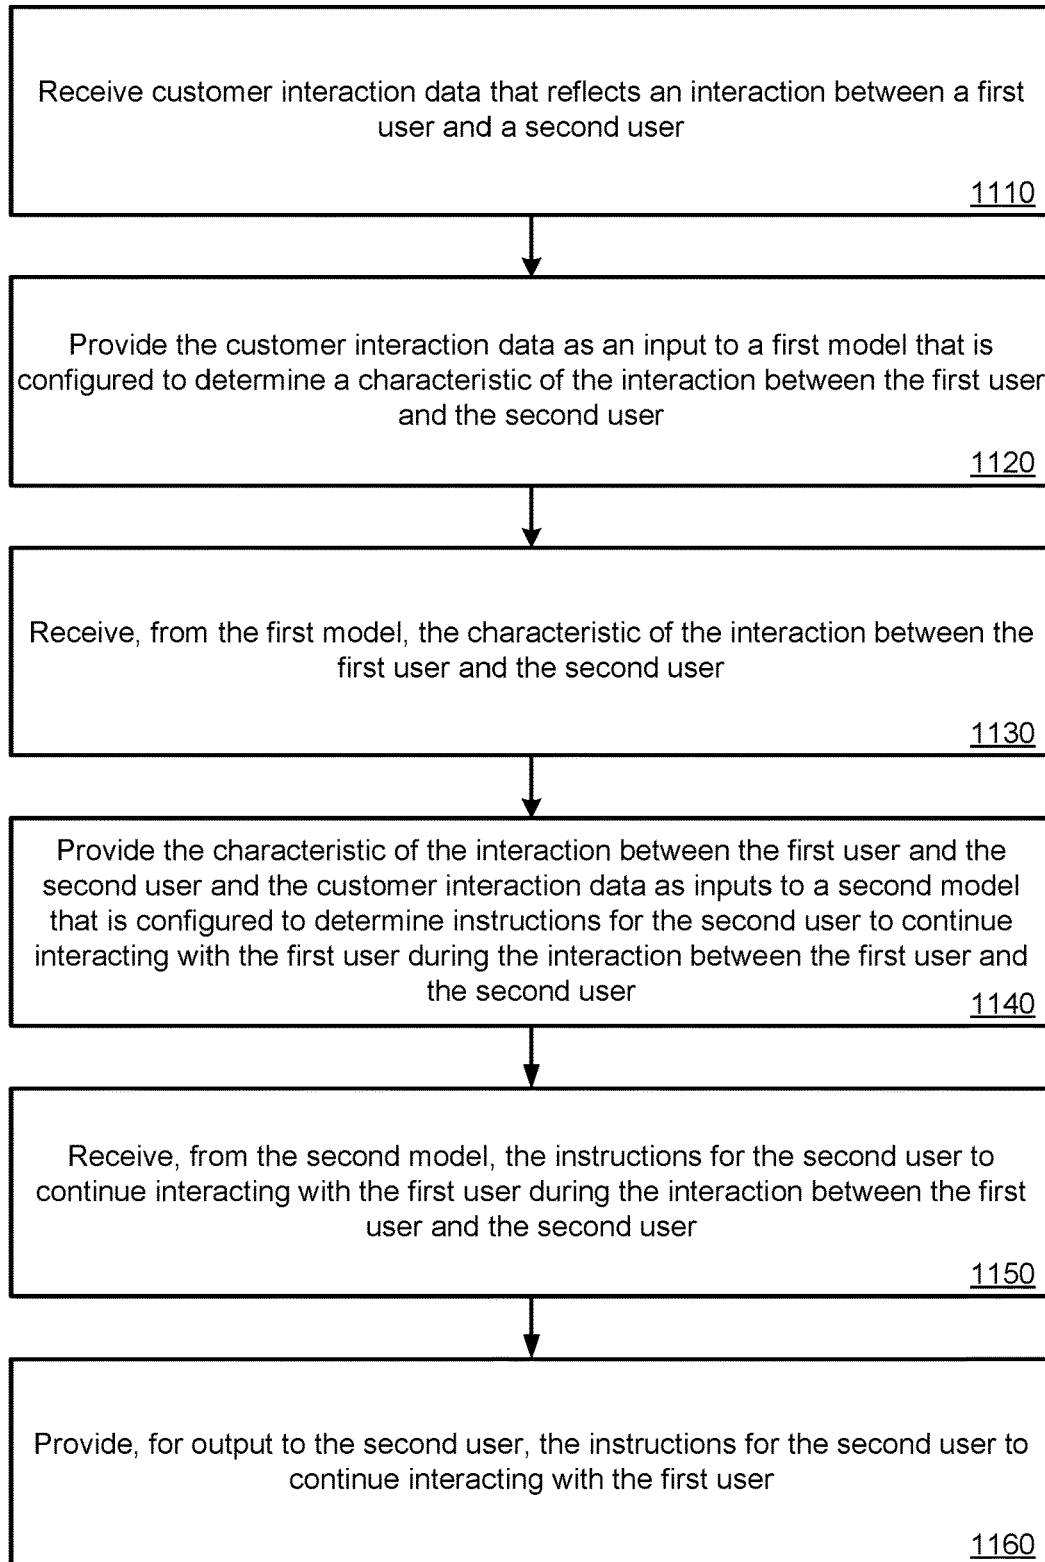 Receive customer interaction data that reflects an interaction between a first
user and a second user
1110
Provide the customer interaction data as an input to a first model that is
configured to determine a characteristic of the interaction between the first user
and the second user
1120
Receive, from the first model, the characteristic of the interaction between the
first user and the second user
1130
Provide the characteristic of the interaction between the first user and the
second user and the customer interaction data as inputs to a second model
that is configured to determine instructions for the second user to continue
interacting with the first user during the interaction between the first user and
the second user
1140
Receive, from the second model, the instructions for the second user to
continue interacting with the first user during the interaction between the first
user and the second user
1150
Provide, for output to the second user, the instructions for the second user to
continue interacting with the first user
1160